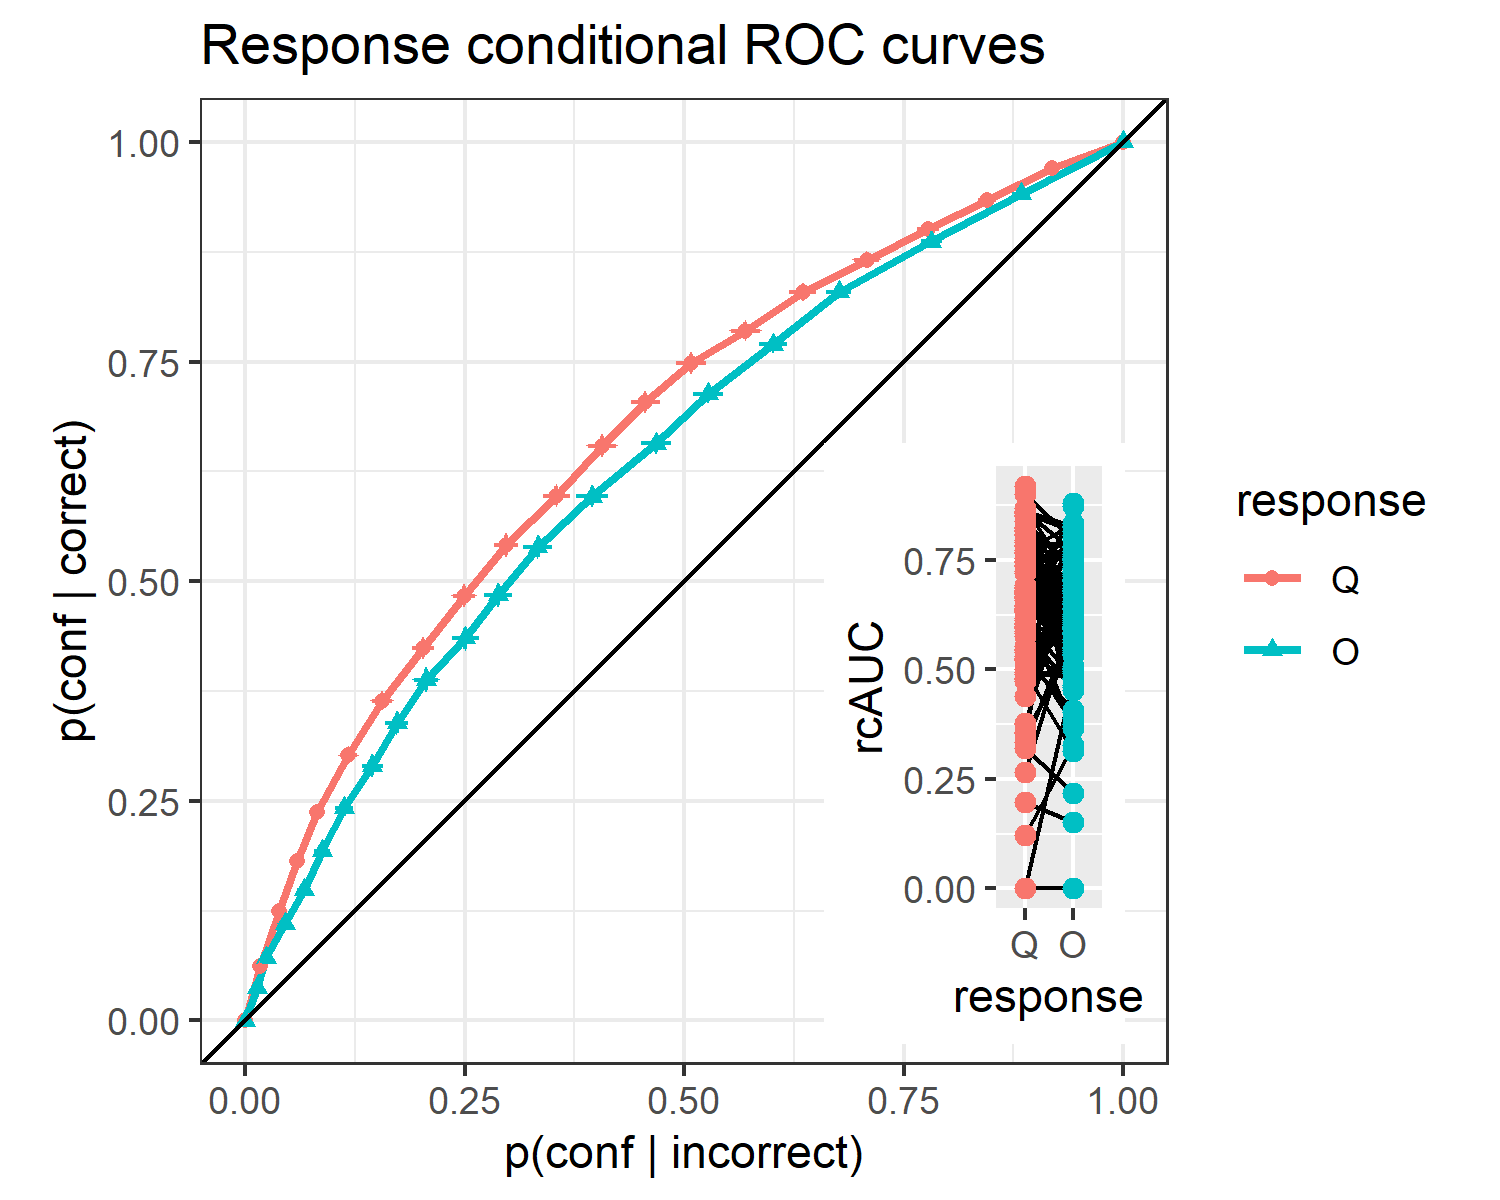 Response conditional ROC curves
p(conf | correct)
1.00
0.75
0.50
0.25
0.00
0.00 0.25 0.50 0.75 1.00
p(conf | incorrect)
rcAUC
0.75
0.50
0.25
0.00
Q O
response
response
Q
O